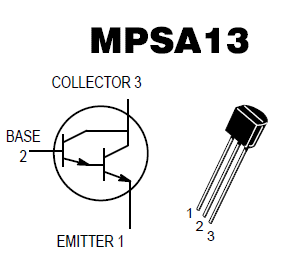 MPSA13
COLLECTOR 3
BASE
2
EMITTER 1
1
2
3